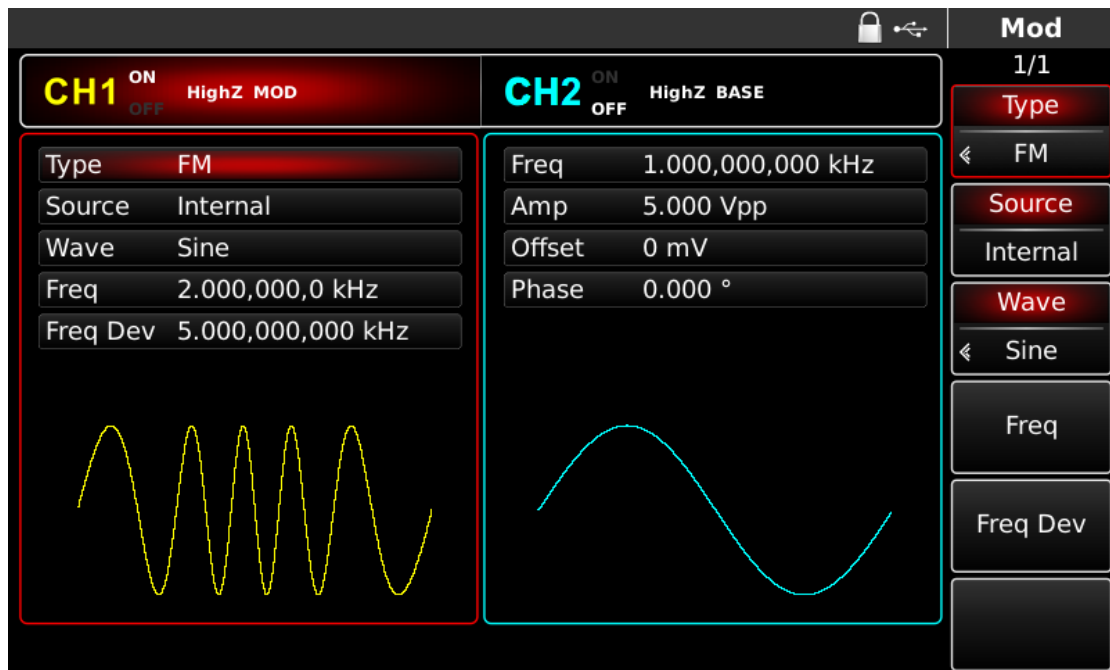 Mod
1/1
CH1 ON OFF HighZ MOD
CH2 ON OFF HighZ BASE
Type FM
Source Internal
Wave Sine
Freq 2.000,000,0 kHz
Freq Dev 5.000,000,000 kHz
Freq 1.000,000,000 kHz
Amp 5.000 Vpp
Offset 0 mV
Phase 0.000 °
Type
FM
Source
Internal
Wave
Sine
Freq
Freq Dev